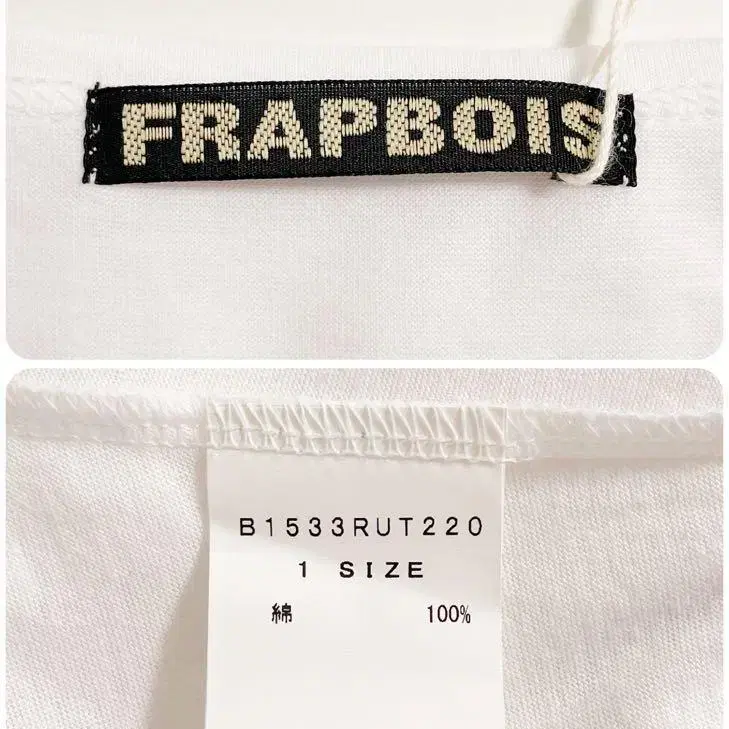 FRAPBOIS
B1533RUT220
1 SIZE
綿 100%